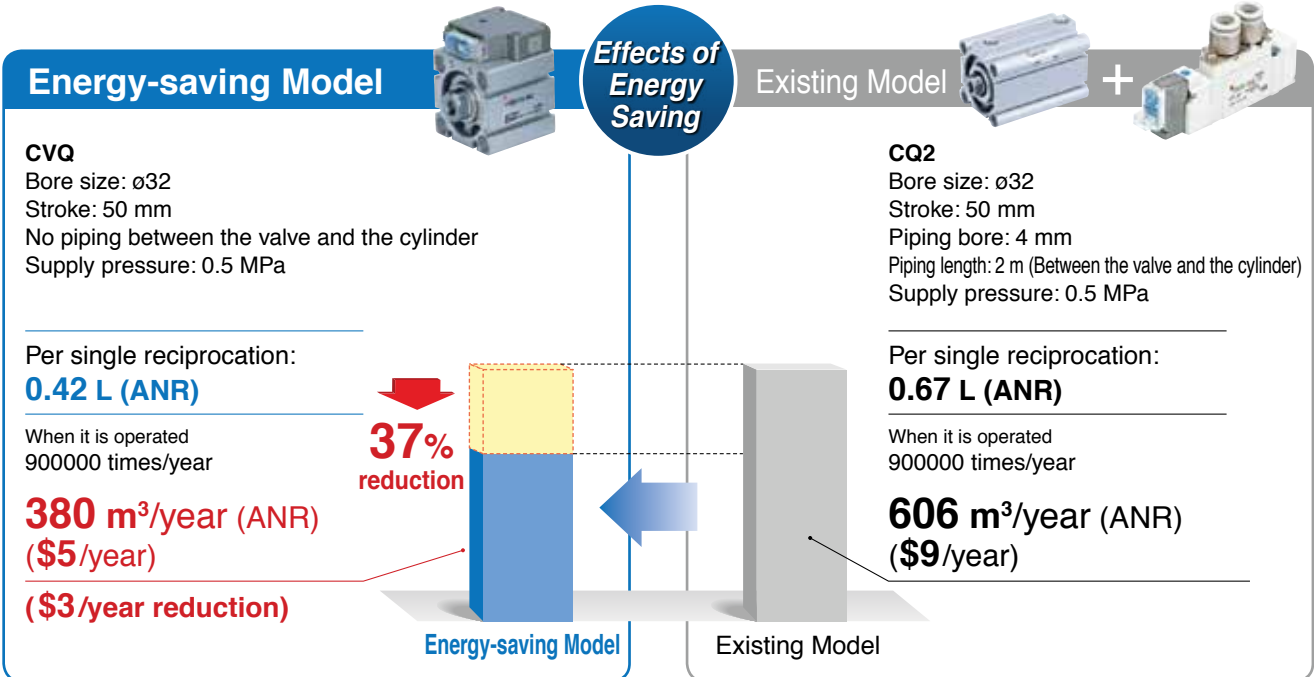 Energy-saving Model
Effects of
Energy
Saving
Existing Model
+
CVQ
Bore size: ø32
Stroke: 50 mm
No piping between the valve and the cylinder
Supply pressure: 0.5 MPa
Per single reciprocation:
0.42 L (ANR)
When it is operated
900000 times/year
380 m³/year (ANR)
($5/year)
($3/year reduction)
37%
reduction
Energy-saving Model
Existing Model
CQ2
Bore size: ø32
Stroke: 50 mm
Piping bore: 4 mm
Piping length: 2 m (Between the valve and the cylinder)
Supply pressure: 0.5 MPa
Per single reciprocation:
0.67 L (ANR)
When it is operated
900000 times/year
606 m³/year (ANR)
($9/year)